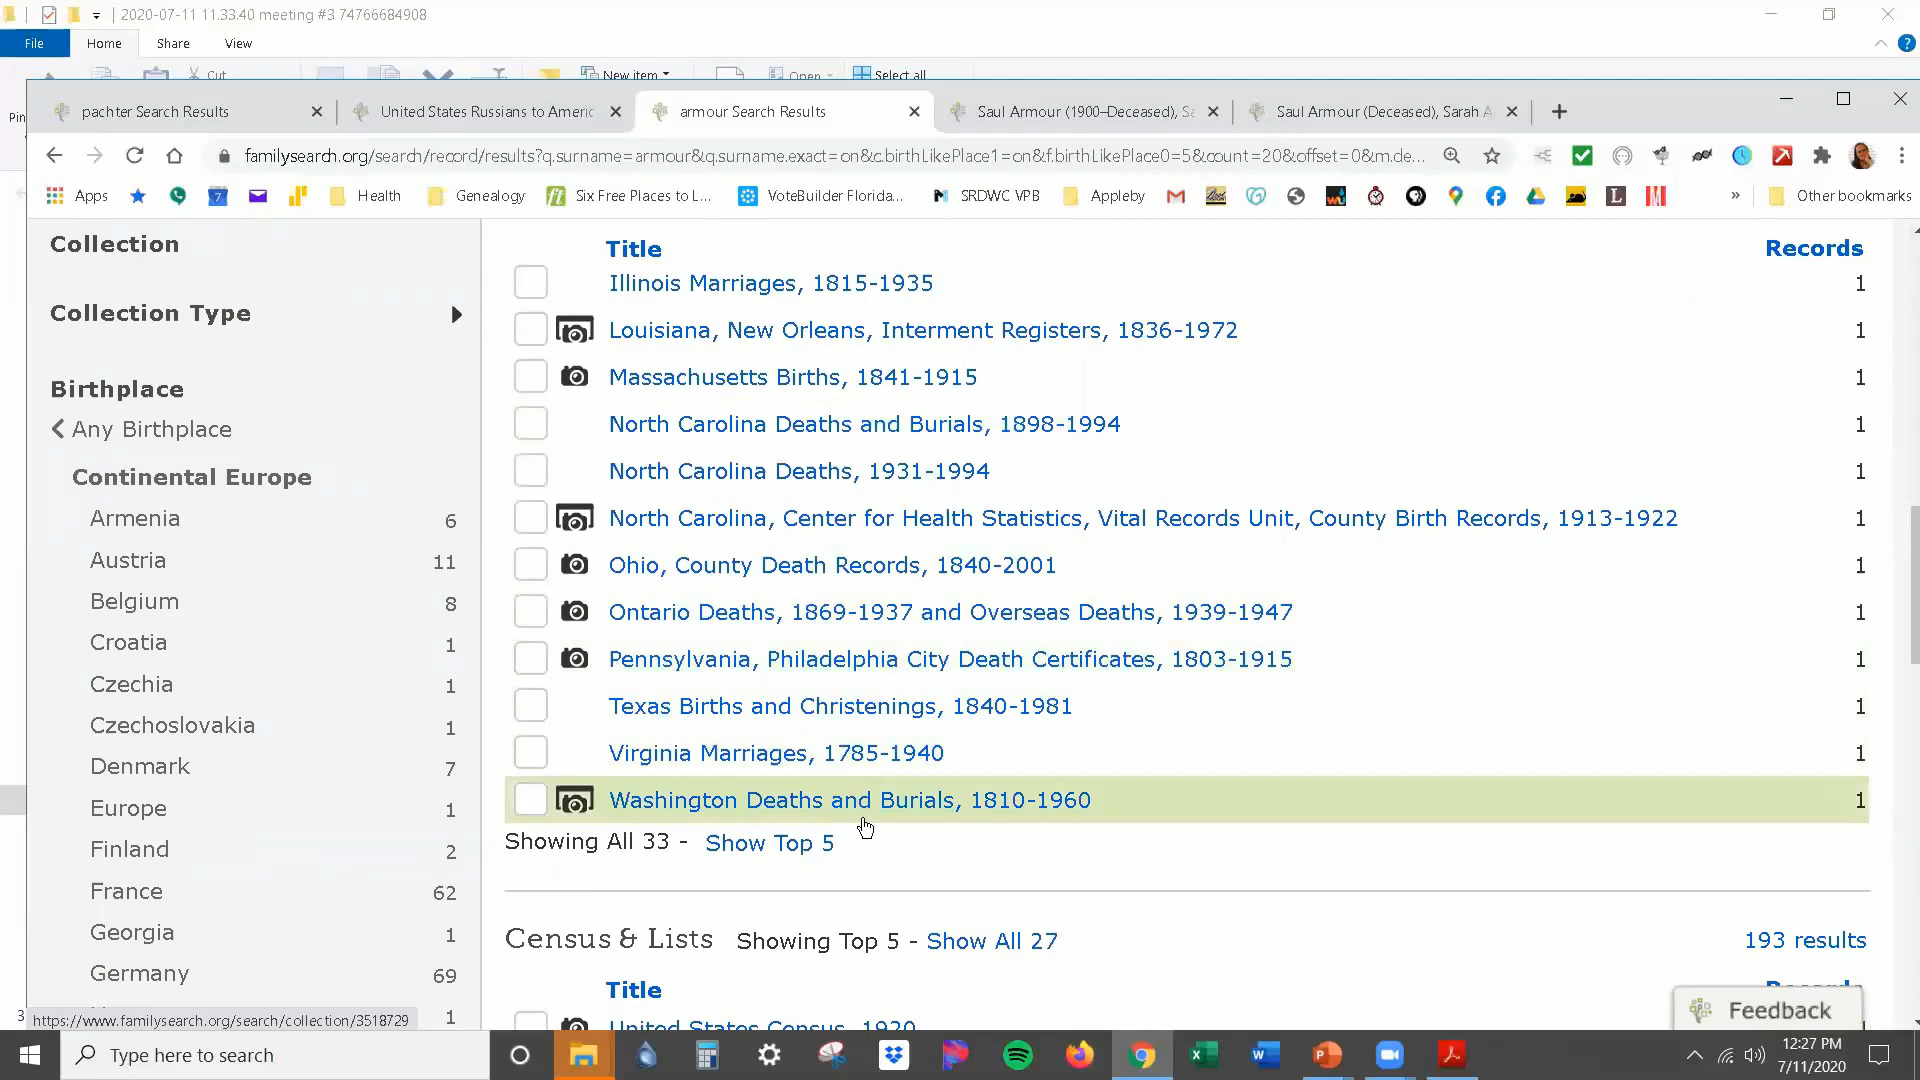 2020-07-11 11.33.40 meeting #3 74766684908
File Home Share View
Cut New item Open Select all
Pin
pachter Search Results
United States Russians to Americ
armour Search Results
Saul Armour (1900–Deceased), Sa
Saul Armour (Deceased), Sarah A
familysearch.org/search/record/results?q.surname=armour&q.surname.exact=on&c.birthLikePlace1=on&f.birthLikePlace0=5&count=20&offset=0&m.de...
Apps Health Genealogy Six Free Places to L... VoteBuilder Florida... SRDWC VPB Appleby » Other bookmarks
Collection
Collection Type
Birthplace
Any Birthplace
Continental Europe
Armenia 6
Austria 11
Belgium 8
Croatia 1
Czechia 1
Czechoslovakia 1
Denmark 7
Europe 1
Finland 2
France 62
Georgia 1
Germany 69
1
Title Records
Illinois Marriages, 1815-1935 1
Louisiana, New Orleans, Interment Registers, 1836-1972 1
Massachusetts Births, 1841-1915 1
North Carolina Deaths and Burials, 1898-1994 1
North Carolina Deaths, 1931-1994 1
North Carolina, Center for Health Statistics, Vital Records Unit, County Birth Records, 1913-1922 1
Ohio, County Death Records, 1840-2001 1
Ontario Deaths, 1869-1937 and Overseas Deaths, 1939-1947 1
Pennsylvania, Philadelphia City Death Certificates, 1803-1915 1
Texas Births and Christenings, 1840-1981 1
Virginia Marriages, 1785-1940 1
Washington Deaths and Burials, 1810-1960 1
Showing All 33 - Show Top 5
Census & Lists Showing Top 5 - Show All 27 193 results
Title Records
United States Census, 1920
Feedback
3
https://www.familysearch.org/search/collection/3518729
Type here to search
12:27 PM
7/11/2020